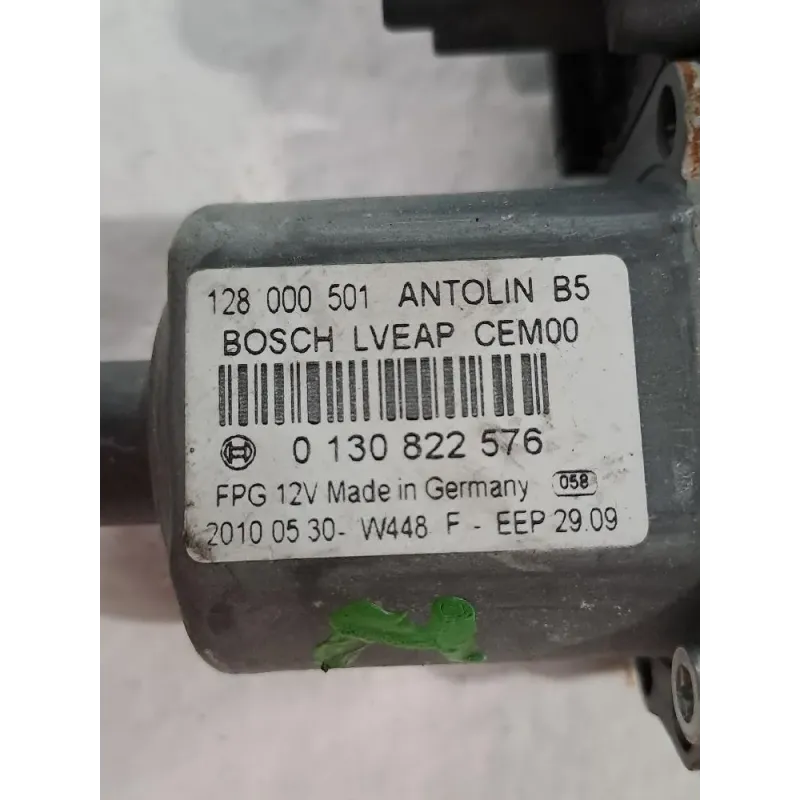 128 000 501 ANTOLIN B5
BOSCH LVEAP CEM00
0 130 822 576
FPG 12V Made in Germany 058
2010 05 30- W448 F - EEP 29.09